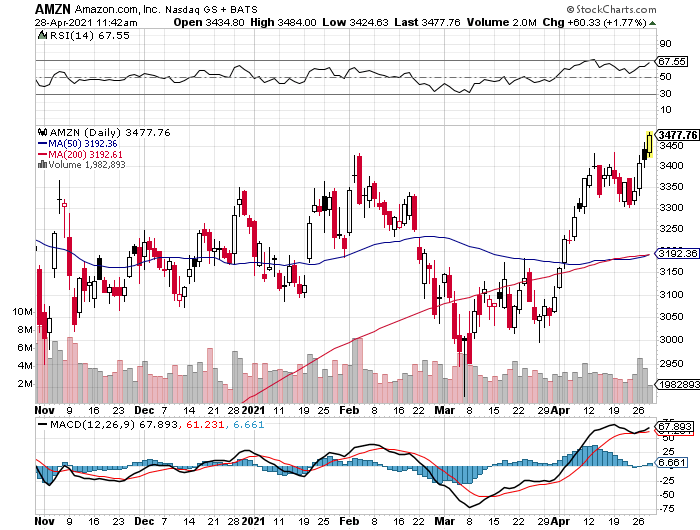 AMZN Amazon.com, Inc. Nasdaq GS + BATS © StockCharts.com
28-Apr-2021 11:42am Open 3434.80 High 3484.00 Low 3424.63 Last 3477.76 Volume 2.0M Chg +60.33 (+1.77%)
RSI(14) 67.55
90
67.55
50
30
10
AMZN (Daily) 3477.76
MA(50) 3192.36
MA(200) 3192.61
Volume 1,982,893
3477.76
3450
3400
3350
3300
3250
3192.36
3150
3100
3050
3000
2950
2900
10M
8M
6M
4M
2M
1982893
Nov 9 16 23 Dec 7 14 21 28 2021 11 19 25 Feb 8 16 22 Mar 8 15 22 29 Apr 12 19 26
MACD(12,26,9) 67.893, 61.231, 6.661
67.893
50
25
6.661
-25
-50
-75
Nov 9 16 23 Dec 7 14 21 28 2021 11 19 25 Feb 8 16 22 Mar 8 15 22 29 Apr 12 19 26